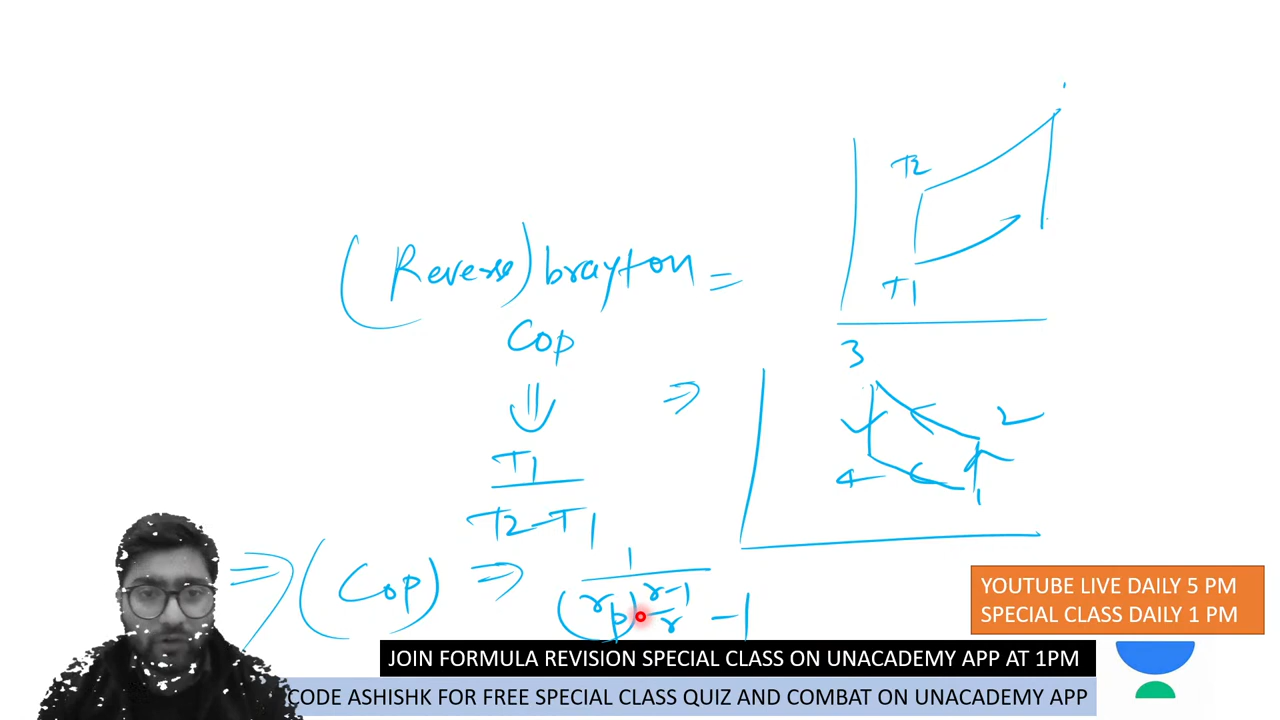 T2
(Reverse) brayton =
T1
Cop
3
⇓
⇒
2
T1
4
1
T2-T1
⇒ (Cop) ⇒ 1
(rp) r-1
r -1
YOUTUBE LIVE DAILY 5 PM
SPECIAL CLASS DAILY 1 PM
JOIN FORMULA REVISION SPECIAL CLASS ON UNACADEMY APP AT 1PM
CODE ASHISHK FOR FREE SPECIAL CLASS QUIZ AND COMBAT ON UNACADEMY APP